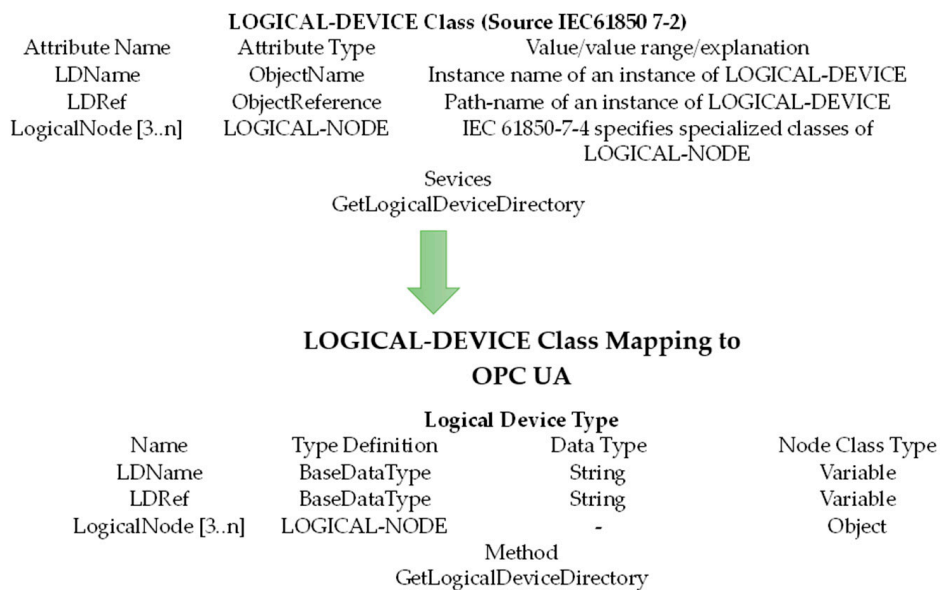 LOGICAL-DEVICE Class (Source IEC61850 7-2)
Attribute Name Attribute Type Value/value range/explanation
LDName ObjectName Instance name of an instance of LOGICAL-DEVICE
LDRef ObjectReference Path-name of an instance of LOGICAL-DEVICE
LogicalNode [3..n] LOGICAL-NODE IEC 61850-7-4 specifies specialized classes of
LOGICAL-NODE
Sevices
GetLogicalDeviceDirectory
LOGICAL-DEVICE Class Mapping to
OPC UA
Logical Device Type
Name Type Definition Data Type Node Class Type
LDName BaseDataType String Variable
LDRef BaseDataType String Variable
LogicalNode [3..n] LOGICAL-NODE - Object
Method
GetLogicalDeviceDirectory